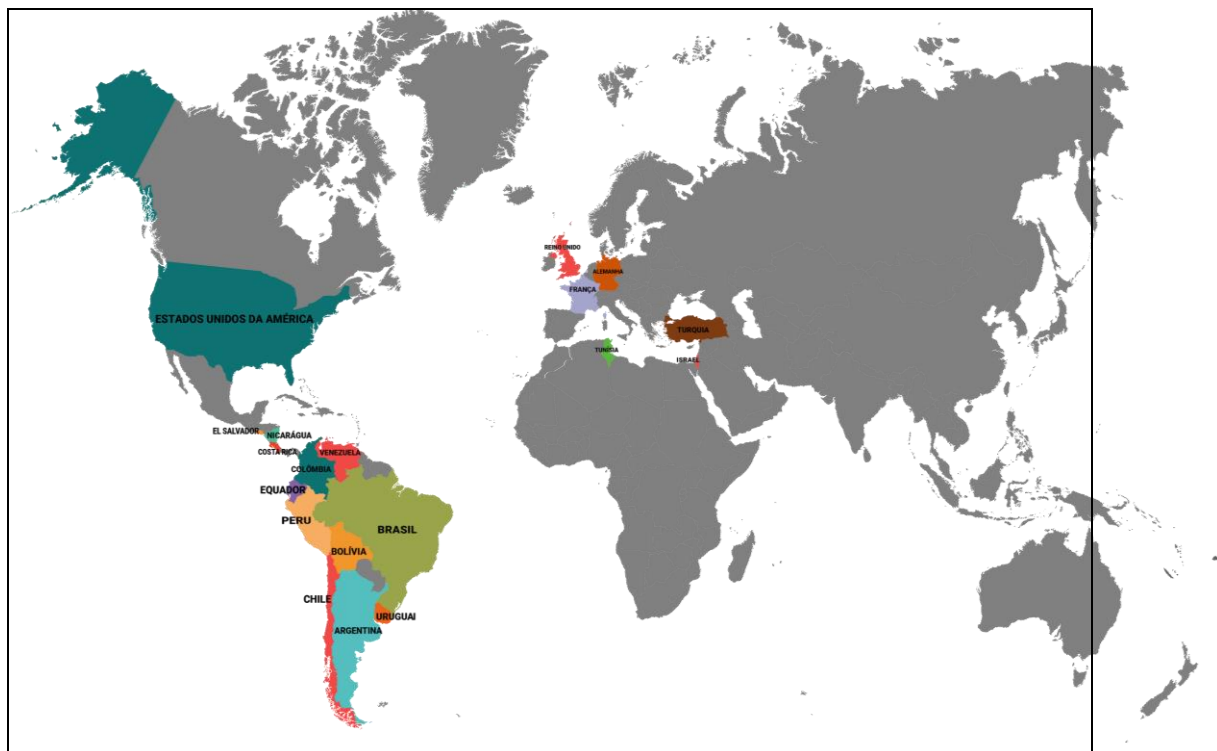 REINO UNIDO
ALEMANHA
FRANÇA
ESTADOS UNIDOS DA AMÉRICA
TURQUIA
TUNÍSIA
ISRAEL
EL SALVADOR
NICARÁGUA
COSTA RICA
VENEZUELA
COLÔMBIA
EQUADOR
PERU
BRASIL
BOLÍVIA
CHILE
URUGUAI
ARGENTINA